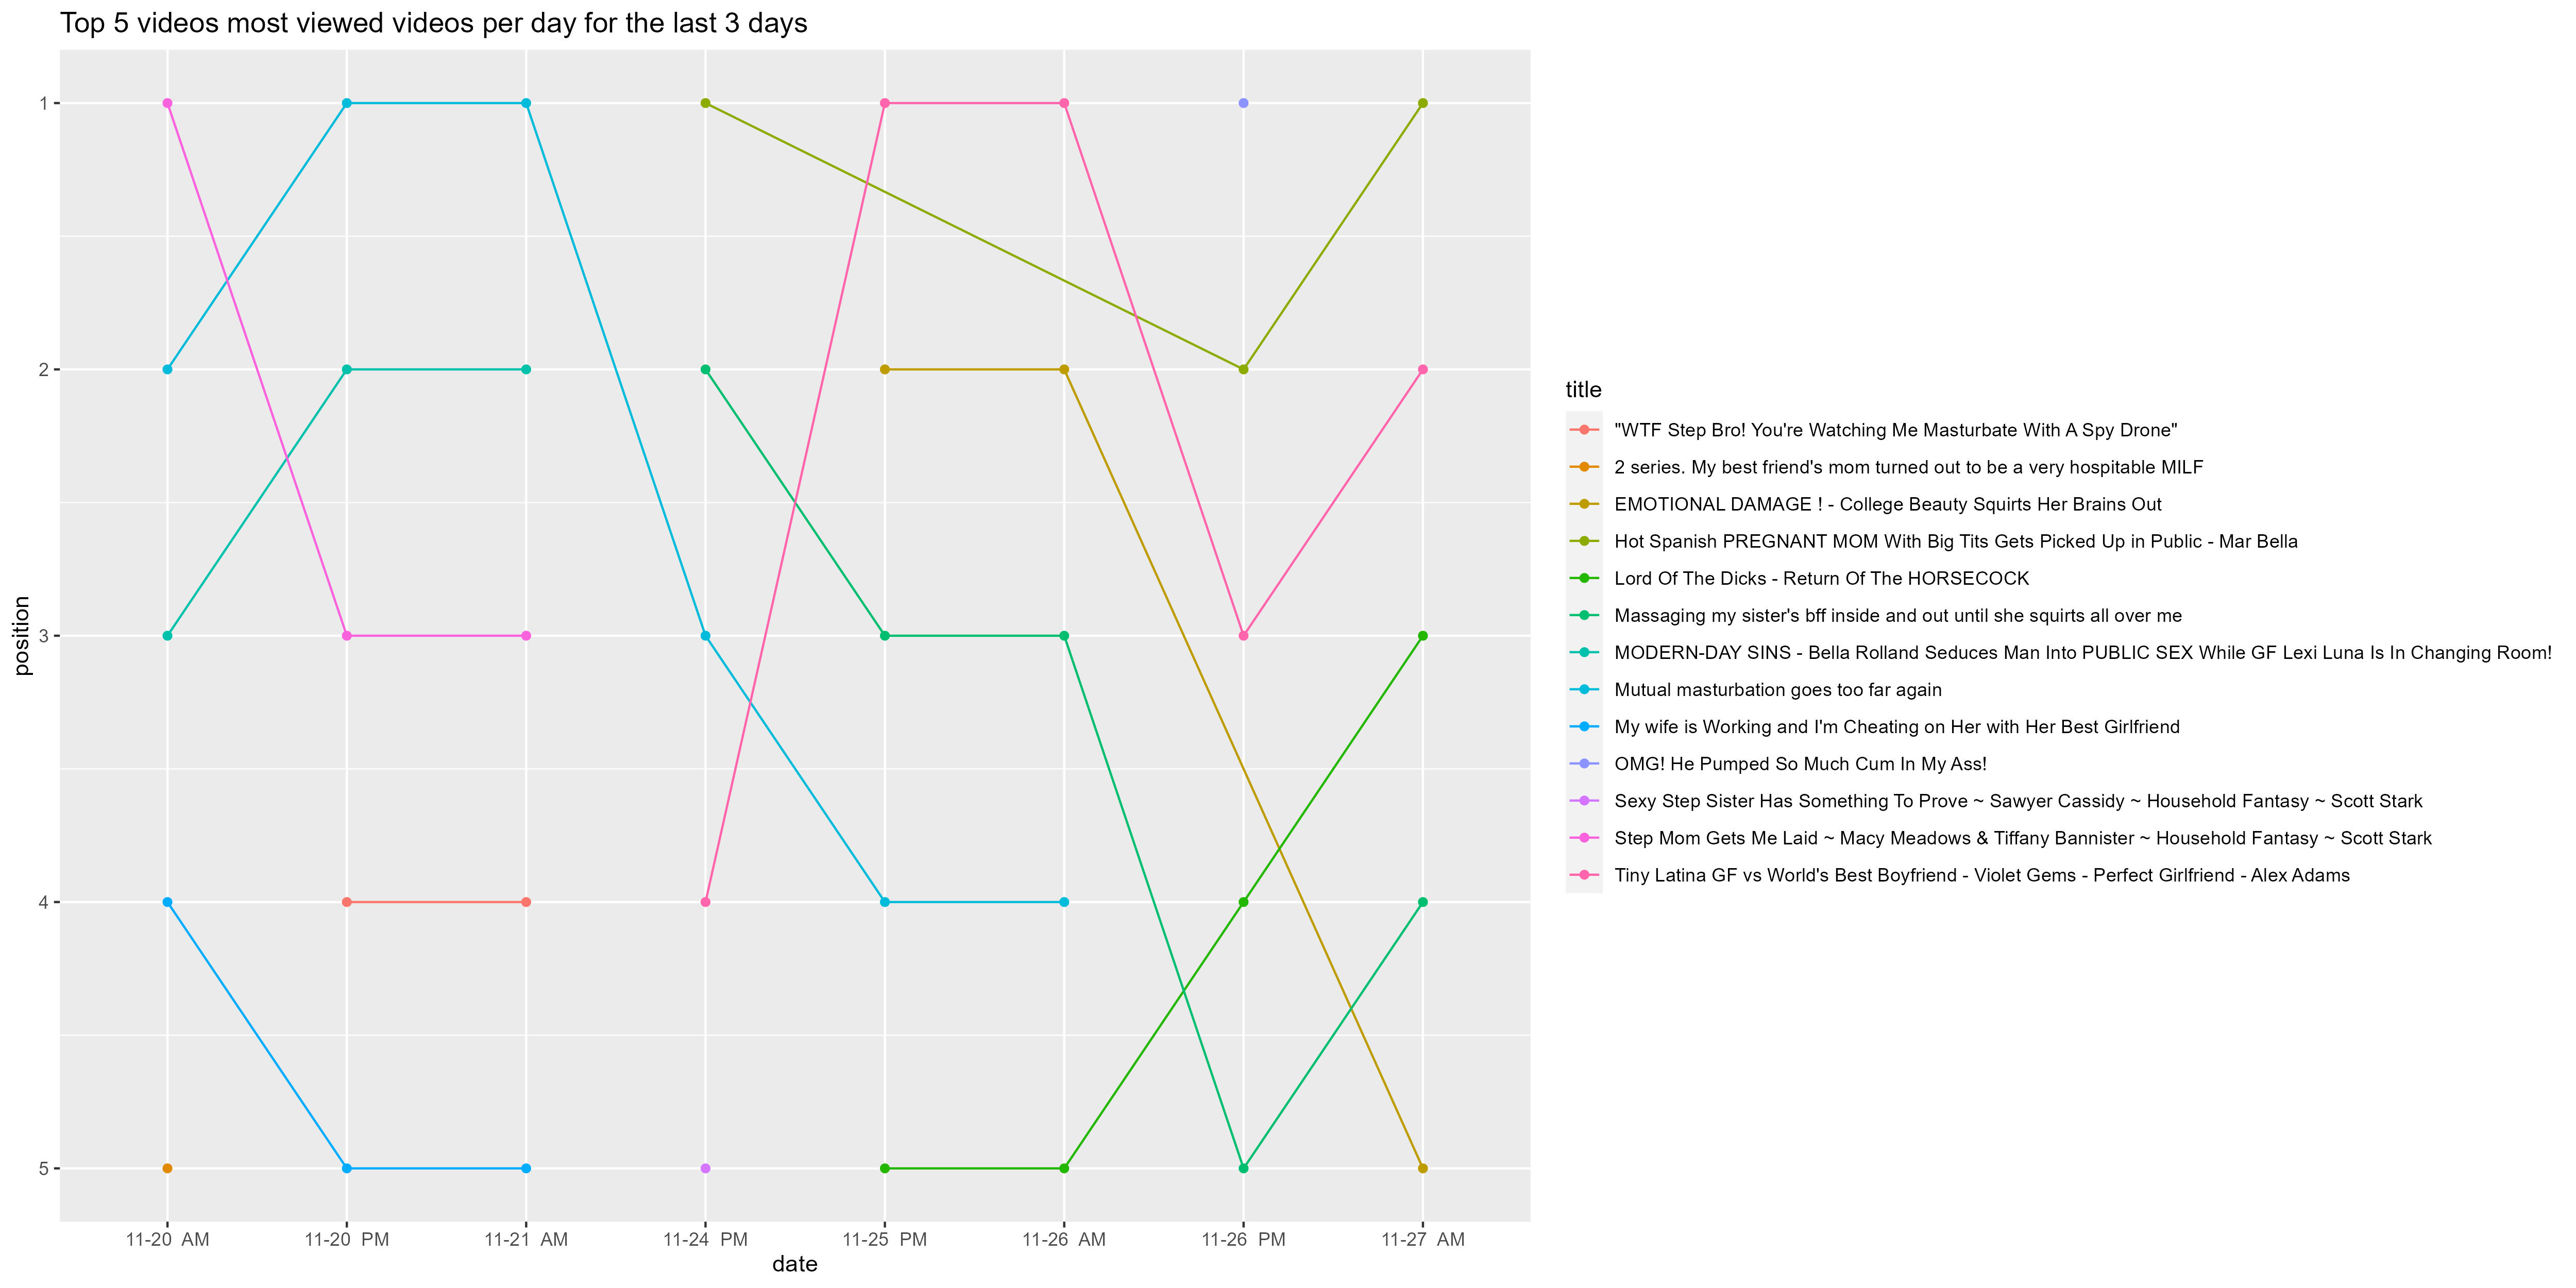 Top 5 videos most viewed videos per day for the last 3 days
position
1
2
3
4
5
11-20 AM
11-20 PM
11-21 AM
11-24 PM
11-25 PM
11-26 AM
11-26 PM
11-27 AM
date
title
"WTF Step Bro! You're Watching Me Masturbate With A Spy Drone"
2 series. My best friend's mom turned out to be a very hospitable MILF
EMOTIONAL DAMAGE ! - College Beauty Squirts Her Brains Out
Hot Spanish PREGNANT MOM With Big Tits Gets Picked Up in Public - Mar Bella
Lord Of The Dicks - Return Of The HORSECOCK
Massaging my sister's bff inside and out until she squirts all over me
MODERN-DAY SINS - Bella Rolland Seduces Man Into PUBLIC SEX While GF Lexi Luna Is In Changing Room!
Mutual masturbation goes too far again
My wife is Working and I'm Cheating on Her with Her Best Girlfriend
OMG! He Pumped So Much Cum In My Ass!
Sexy Step Sister Has Something To Prove ~ Sawyer Cassidy ~ Household Fantasy ~ Scott Stark
Step Mom Gets Me Laid ~ Macy Meadows & Tiffany Bannister ~ Household Fantasy ~ Scott Stark
Tiny Latina GF vs World's Best Boyfriend - Violet Gems - Perfect Girlfriend - Alex Adams